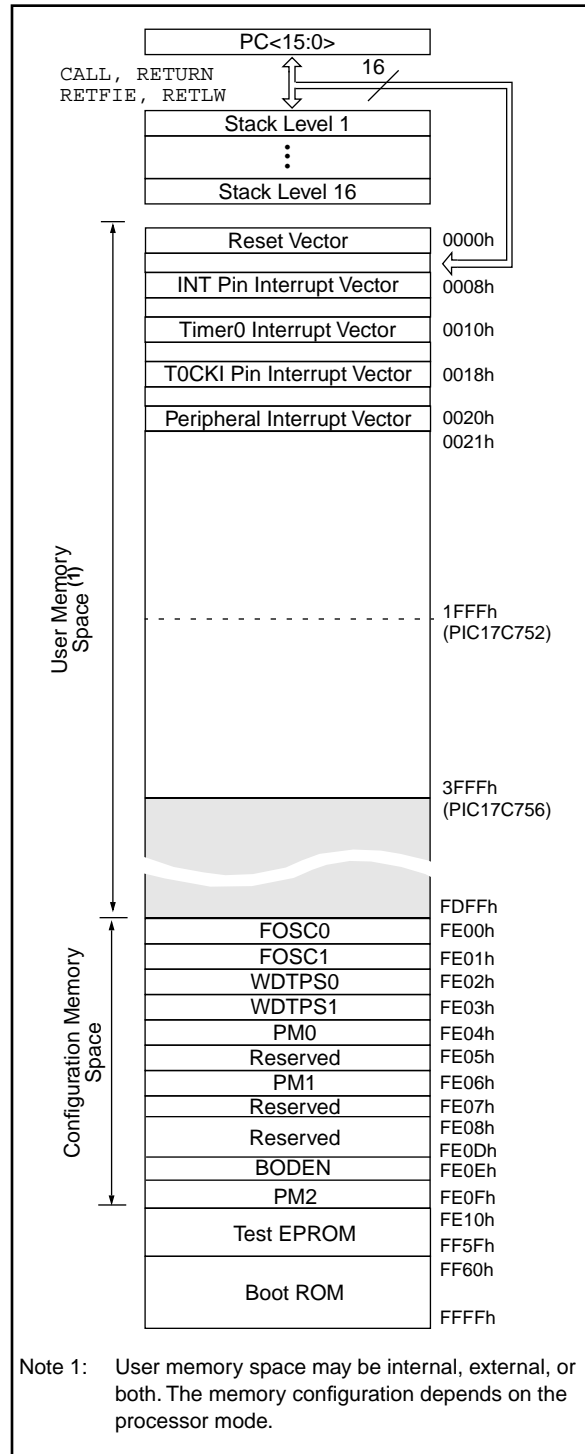 PC<15:0>
CALL, RETURN
RETFIE, RETLW
16
Stack Level 1
Stack Level 16
Reset Vector
0000h
INT Pin Interrupt Vector
0008h
Timer0 Interrupt Vector
0010h
T0CKI Pin Interrupt Vector
0018h
Peripheral Interrupt Vector
0020h
0021h
User Memory
Space (1)
1FFFh
(PIC17C752)
3FFFh
(PIC17C756)
FDFFh
Configuration Memory
Space
FOSC0
FE00h
FOSC1
FE01h
WDTPS0
FE02h
WDTPS1
FE03h
PM0
FE04h
Reserved
FE05h
PM1
FE06h
Reserved
FE07h
FE08h
Reserved
FE0Dh
BODEN
FE0Eh
PM2
FE0Fh
FE10h
Test EPROM
FF5Fh
FF60h
Boot ROM
FFFFh
Note 1: User memory space may be internal, external, or
both. The memory configuration depends on the
processor mode.